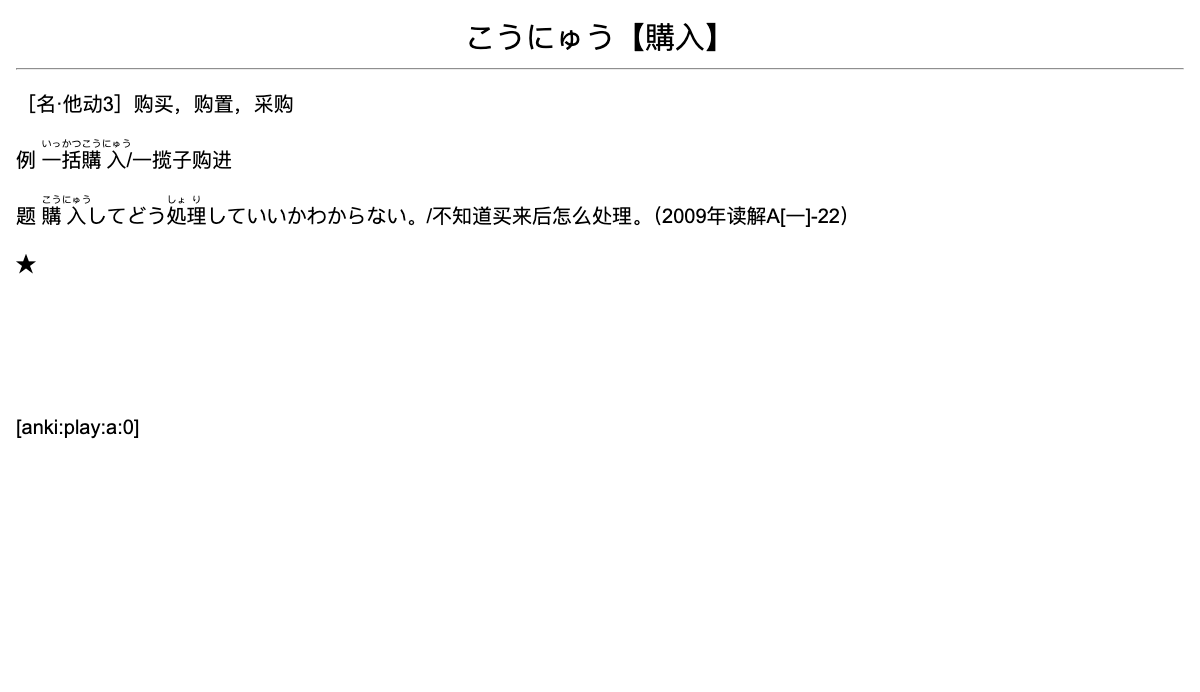 こうにゅう【購入】
［名·他动3］购买，购置，采购
いっかつこうにゅう
例 一括購入/一揽子购进
こうにゅう しょり
题 購入してどう処理していいかわからない。/不知道买来后怎么处理。（2009年读解A[一]-22）
★
[anki:play:a:0]